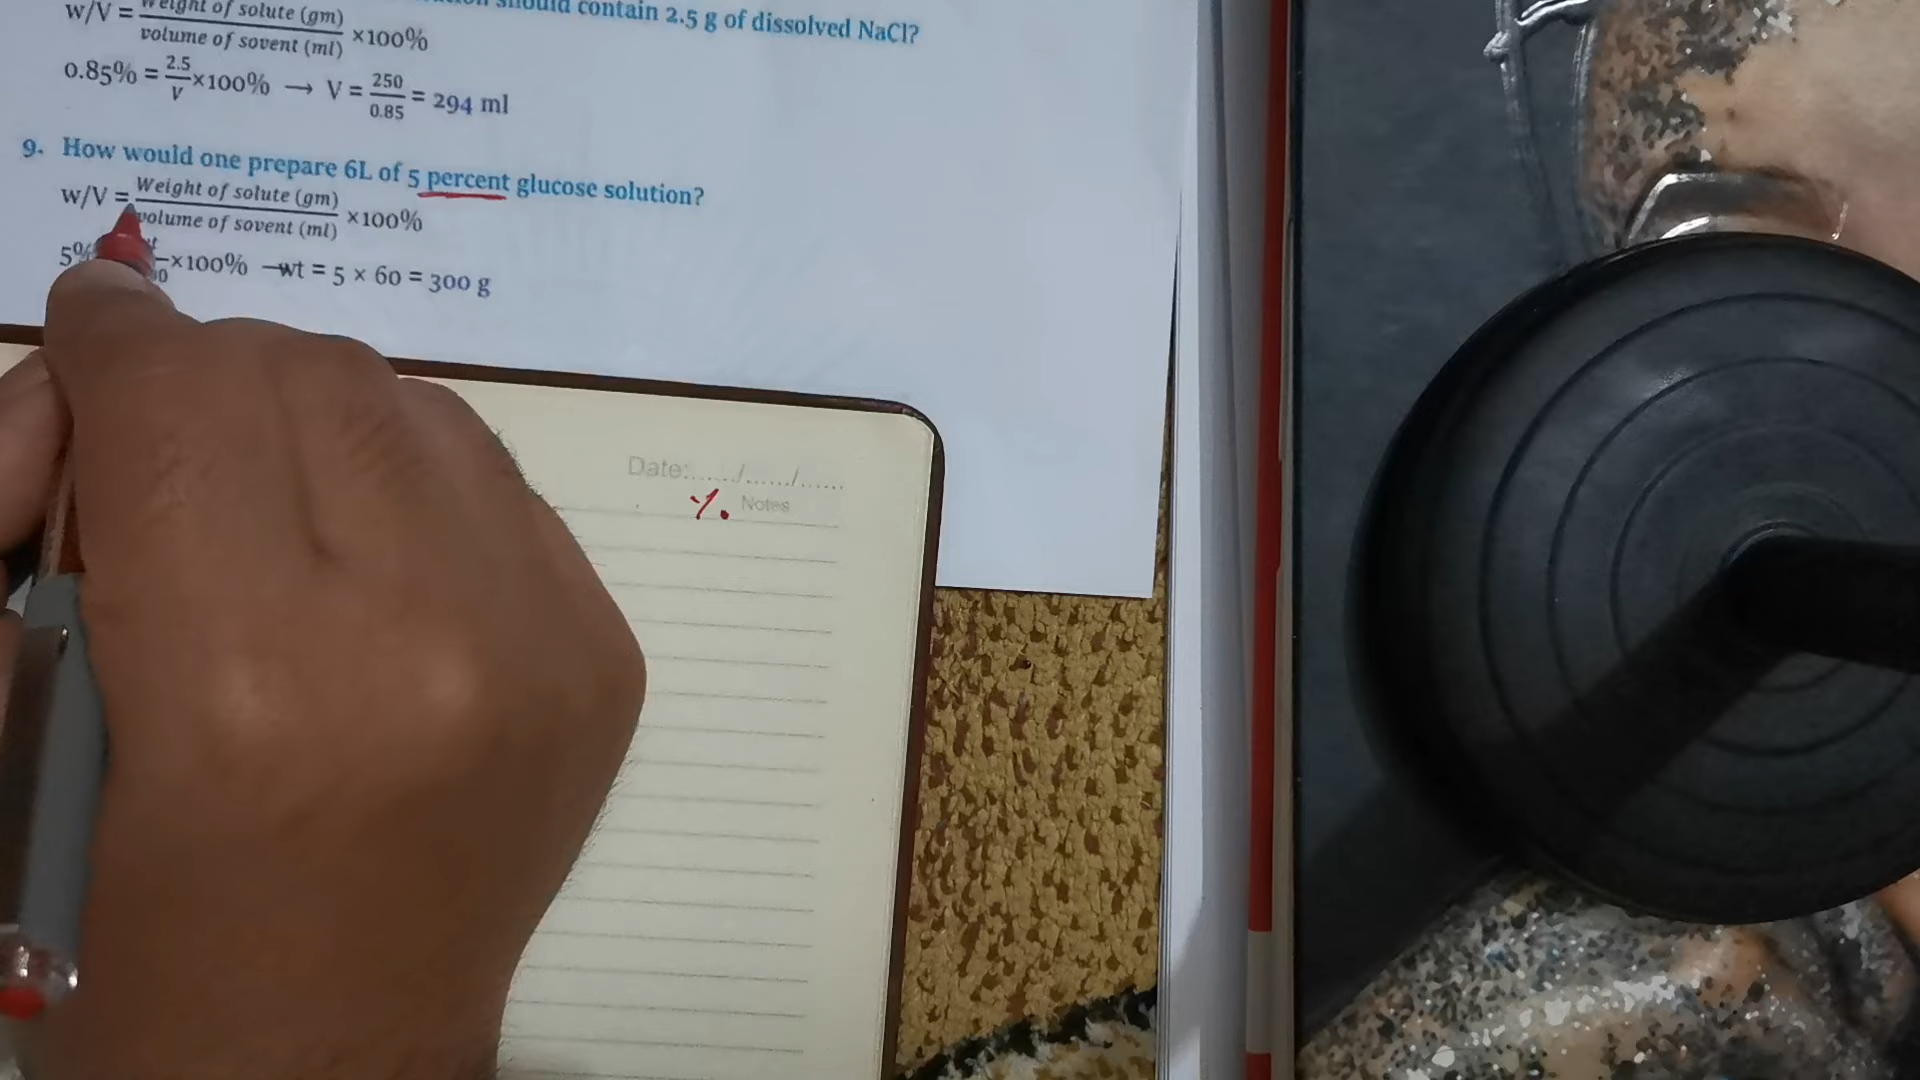 should contain 2.5 g of dissolved NaCl?
w/V = Weight of solute (gm) / volume of sovent (ml) ×100%
0.85% = 2.5 / V ×100% → V = 250 / 0.85 = 294 ml
9. How would one prepare 6L of 5 percent glucose solution?
w/V = Weight of solute (gm) / volume of sovent (ml) ×100%
5% ×100% → wt = 5 × 60 = 300 g
Date:....../....../......
%
Notes